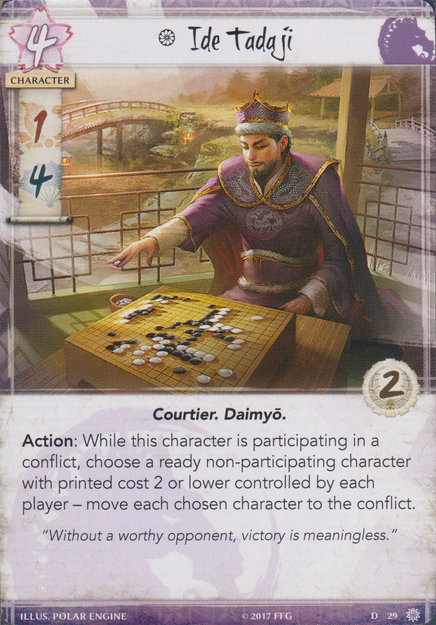 4
Ide Tadaji
CHARACTER
1
4
2
Courtier. Daimyō.
Action: While this character is participating in a
conflict, choose a ready non-participating character
with printed cost 2 or lower controlled by each
player – move each chosen character to the conflict.
“Without a worthy opponent, victory is meaningless.”
ILLUS. POLAR ENGINE © 2017 FFG D 29